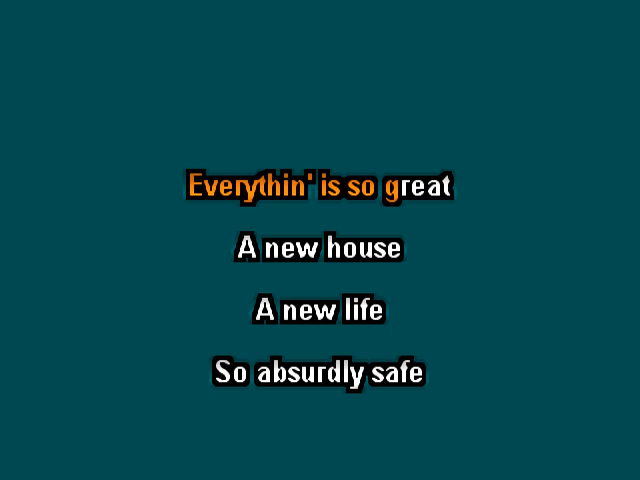 Everythin' is so great
A new house
A new life
So absurdly safe